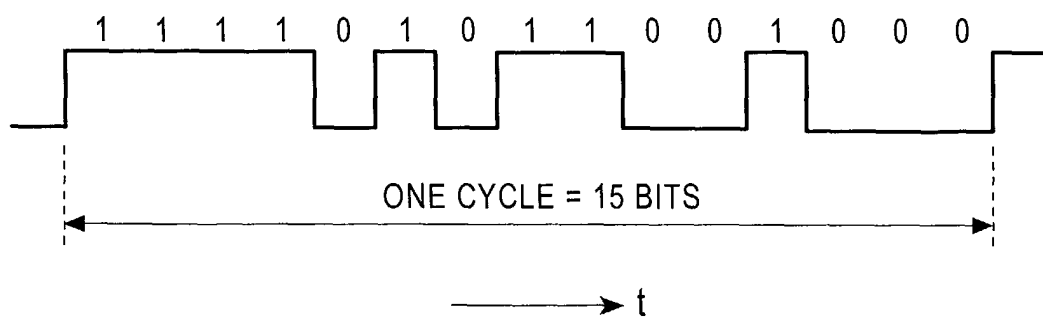 1 1 1 1 0 1 0 1 1 0 0 1 0 0 0
ONE CYCLE = 15 BITS
t